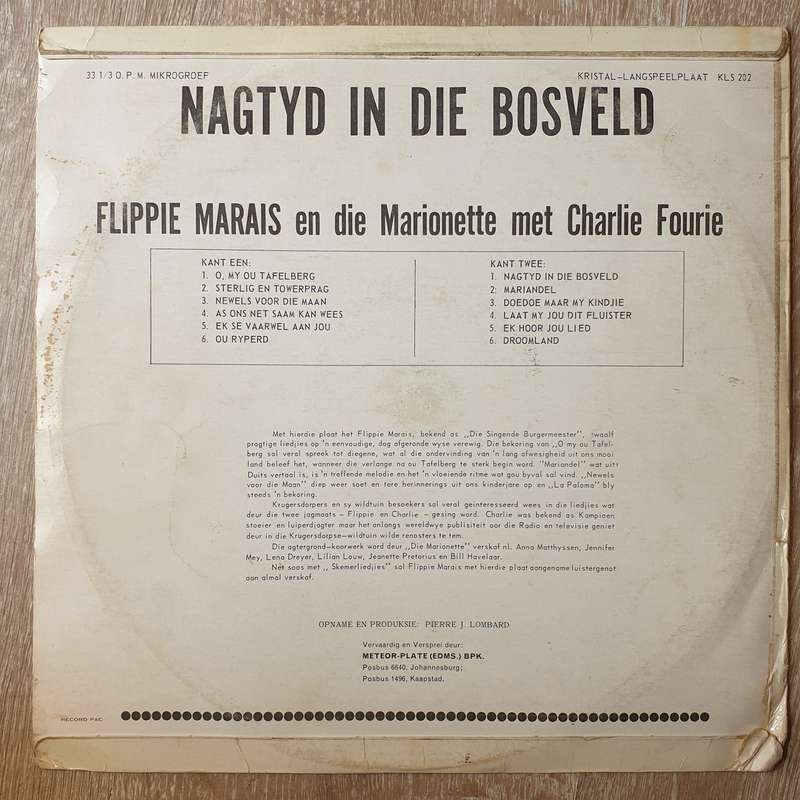 33 1/3 O. P. M. MIKROGROEF
KRISTAL-LANGSPEELPLAAT KLS 202
NAGTYD IN DIE BOSVELD
FLIPPIE MARAIS en die Marionette met Charlie Fourie
KANT EEN:
1. O, MY OU TAFELBERG
2. STERLIG EN TOWERPRAG
3. NEWELS VOOR DIE MAAN
4. AS ONS NET SAAM KAN WEES
5. EK SE VAARWEL AAN JOU
6. OU RYPERD
KANT TWEE:
1. NAGTYD IN DIE BOSVELD
2: MARIANDEL
3. DOEDOE MAAR MY KINDJIE
4. LAAT MY JOU DIT FLUISTER
5. EK HOOR JOU LIED
6. DROOMLAND
Met hierdie plaat het Flippie Marais, bekend as ,,Die Singende Burgermeester", twaalf
pragtige liedjies op 'n eenvoudige, dog afgeronde wyse verewig. Die bekoring van ,,O my ou Tafel-
berg sal veral spreek tot diegene, wat al die ondervinding van 'n lang afwesigheid uit ons mooi
land beleef het, wanneer die verlange na ou Tafelberg te sterk begin word. "Mariandel" wat uit
Duits vertaal is, is 'n treffende melodie en het 'n vloeiende ritme wat gou byval sal vind. ,,Newels
voor die Maan" diep weer soet en tere herinnerings uit ons kinderjare op en ,,La Paloma" bly
steeds 'n bekoring.
Krugersdorpers en sy wildtuin besoekers sal veral geinteresseerd wees in die liedjies wat
deur die twee jagmaats - Flippie en Charlie - gesing word. Charlie was bekend as Kampioen
stoeier en luiperdjagter maar het onlangs wereldwye publisiteit oor die Radio en televisie geniet
deur in die Krugersdorpse-wildtuin wilde renosters te tem.
Die agtergrond-koorwerk word deur ,,Die Marionette" verskaf nl. Anna Matthyssen, Jennifer
Mey, Lena Dreyer, Lilian Louw, Jeanette Pretorius en Bill Havelaar.
Net soos met ,, Skemerliedjies" sal Flippie Marais met hierdie plaat aangename luistergenot
aan almal verskaf.
OPNAME EN PRODUKSIE: PIERRE J. LOMBARD
Vervaardig en Versprei deur:
METEOR-PLATE (EDMS.) BPK.
Posbus 6640, Johannesburg;
Posbus 1496, Kaapstad.
RECORD PAC